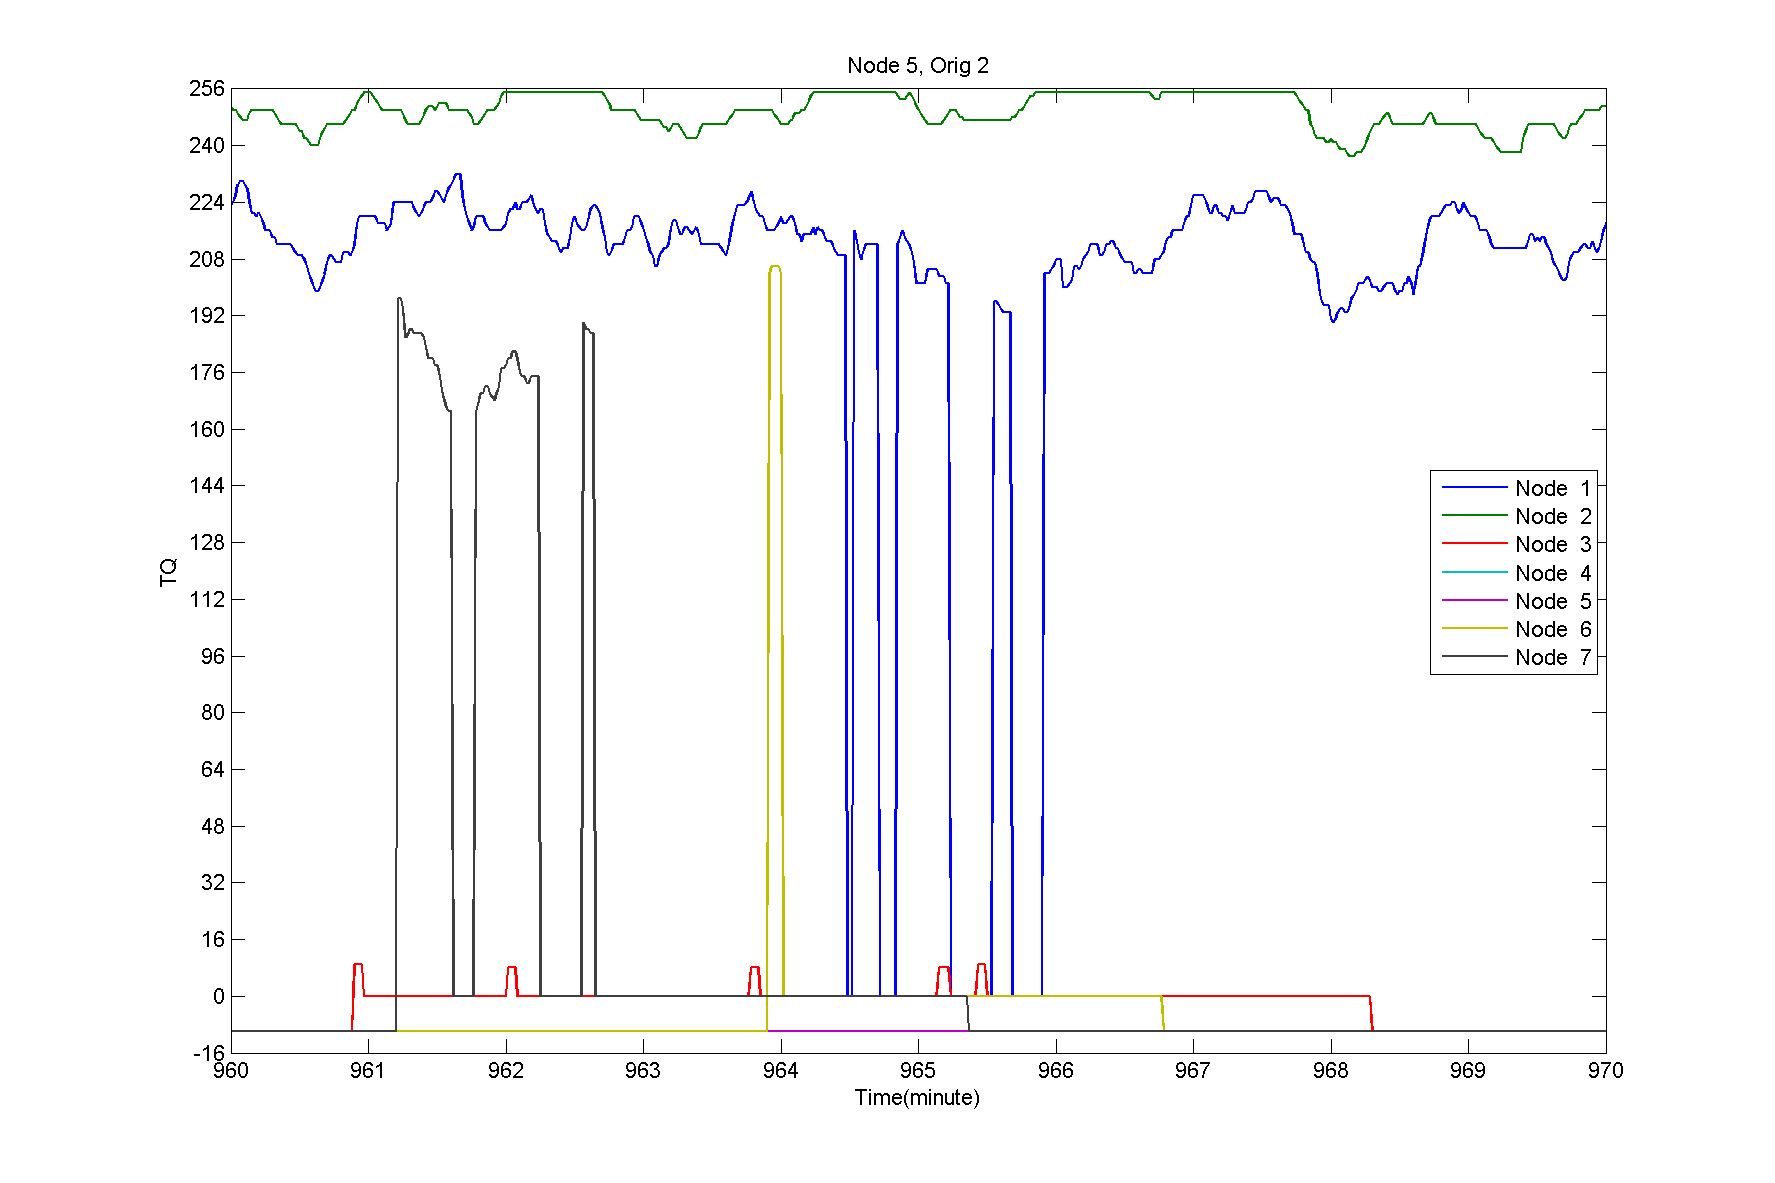 Node 5, Orig 2
256
240
224
208
192
176
160
144
128
112
96
80
64
48
32
16
0
-16
TQ
Node 1
Node 2
Node 3
Node 4
Node 5
Node 6
Node 7
960 961 962 963 964 965 966 967 968 969 970
Time(minute)